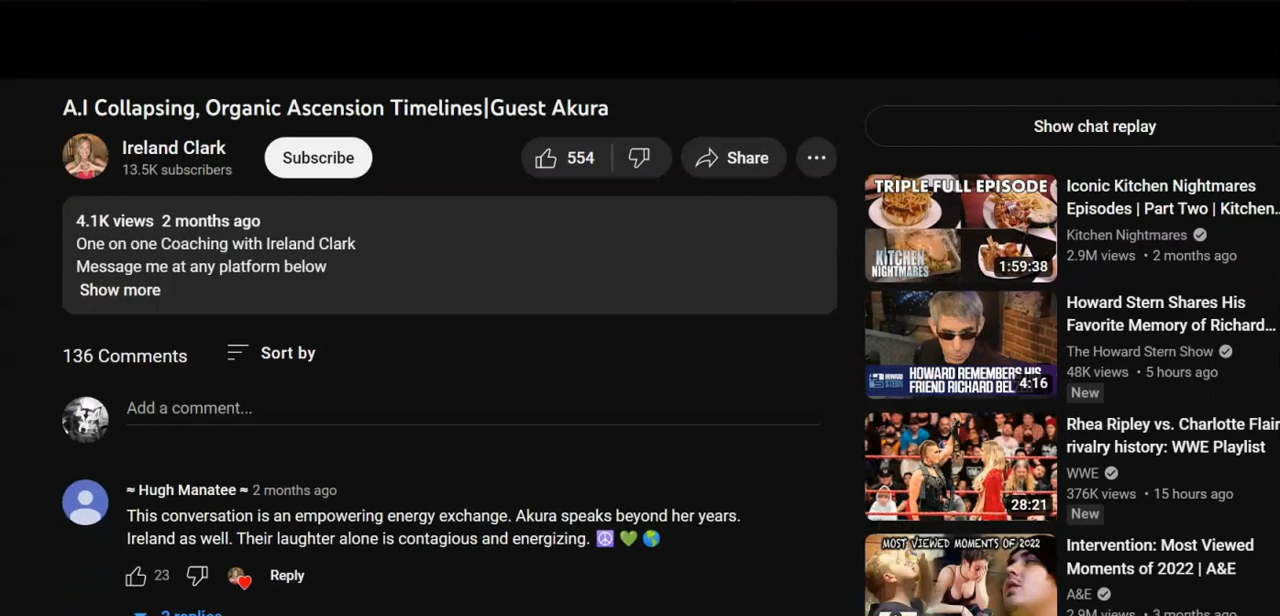 A.I Collapsing, Organic Ascension Timelines|Guest Akura
Ireland Clark
13.5K subscribers
Subscribe
554
Share
4.1K views 2 months ago
One on one Coaching with Ireland Clark
Message me at any platform below
Show more
136 Comments
Sort by
Add a comment...
≈ Hugh Manatee ≈ 2 months ago
This conversation is an empowering energy exchange. Akura speaks beyond her years.
Ireland as well. Their laughter alone is contagious and energizing. ☮️ 💚 🌎
23
Reply
2 replies
Show chat replay
TRIPLE FULL EPISODE
KITCHEN
NIGHTMARES
1:59:38
Iconic Kitchen Nightmares
Episodes | Part Two | Kitchen...
Kitchen Nightmares
2.9M views • 2 months ago
HOWARD REMEMBERS HIS
FRIEND RICHARD BEL
4:16
Howard Stern Shares His
Favorite Memory of Richard...
The Howard Stern Show
48K views • 5 hours ago
New
28:21
Rhea Ripley vs. Charlotte Flair
rivalry history: WWE Playlist
WWE
376K views • 15 hours ago
New
MOST VIEWED MOMENTS OF 2022
Intervention: Most Viewed
Moments of 2022 | A&E
A&E
2.9M views • 3 months ago